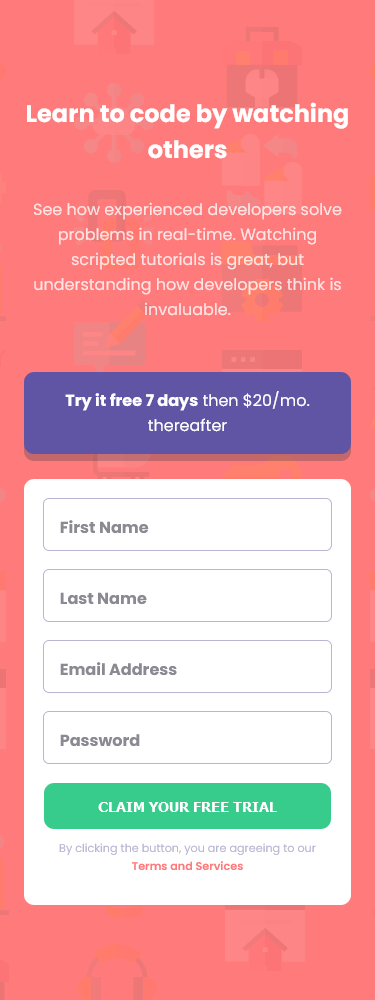 Learn to code by watching
others
See how experienced developers solve
problems in real-time. Watching
scripted tutorials is great, but
understanding how developers think is
invaluable.
Try it free 7 days then $20/mo.
thereafter
First Name
Last Name
Email Address
Password
CLAIM YOUR FREE TRIAL
By clicking the button, you are agreeing to our
Terms and Services